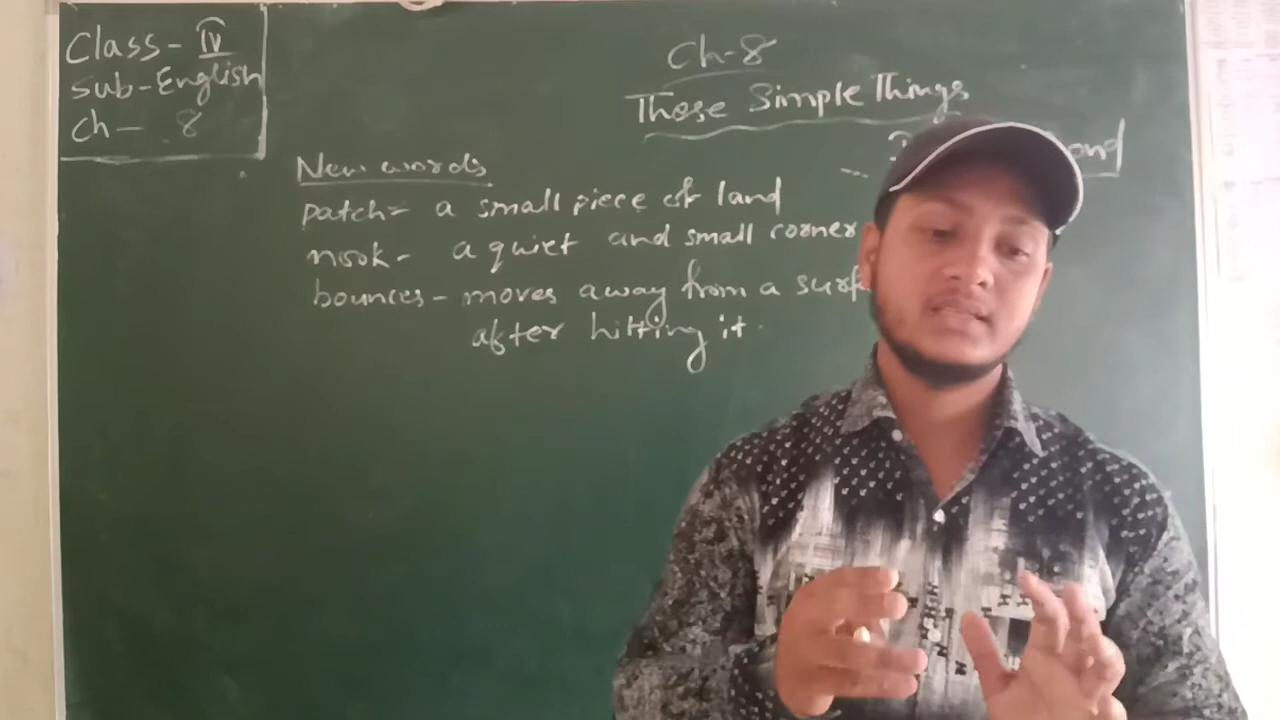 Class - IV
Sub - English
Ch - 8
Ch-8
These Simple Things
New words
patch = a small piece of land
nook - a quiet and small corner
bounces - moves away from a
after hitting it.